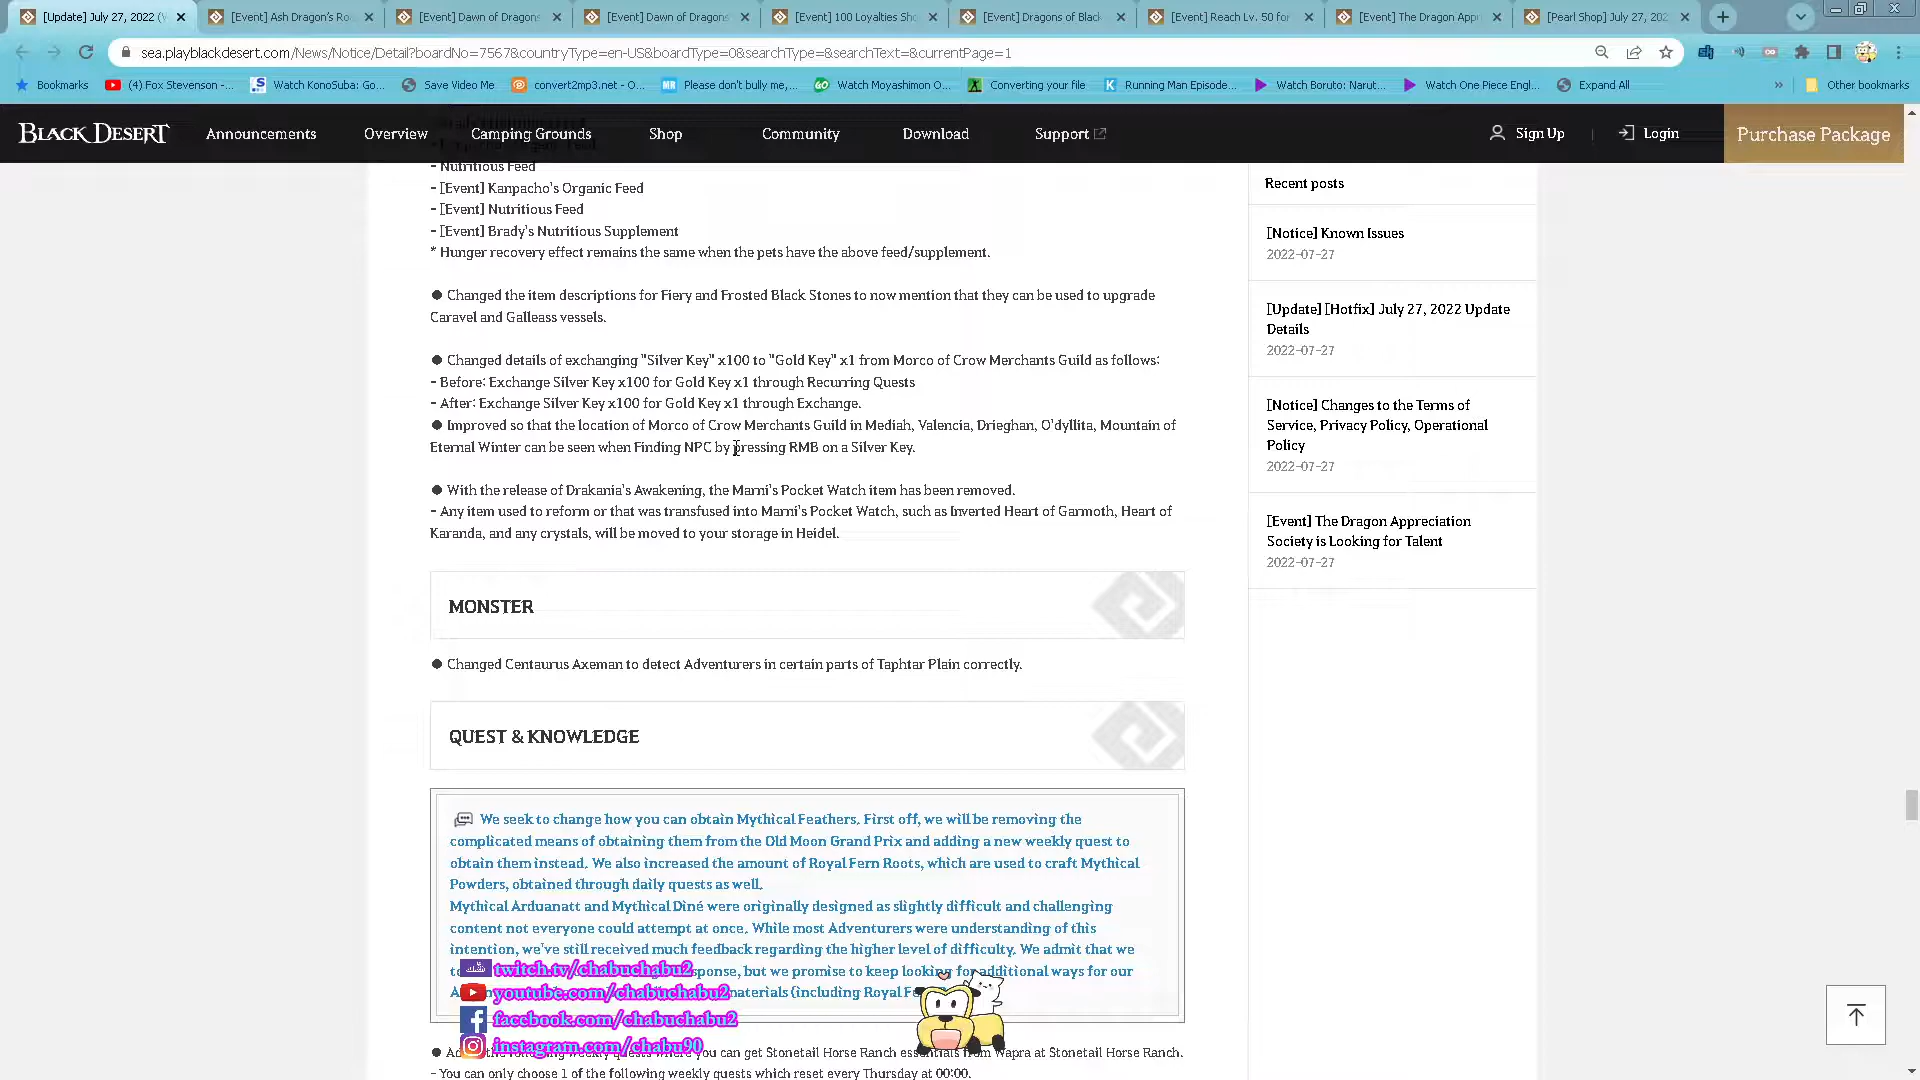 [Update] July 27, 2022 (
[Event] Ash Dragon's Ro
[Event] Dawn of Dragons
[Event] Dawn of Dragons
[Event] 100 Loyalties Sh
[Event] Dragons of Black
[Event] Reach Lv. 50 for
[Event] The Dragon Appr
[Pearl Shop] July 27, 202
sea.playblackdesert.com/News/Notice/Detail?boardNo=7567&countryType=en-US&boardType=0&searchType=&searchText=&currentPage=1
Bookmarks
(4) Fox Stevenson -...
Watch KonoSuba: Go...
Save Video Me
convert2mp3.net - O...
Please don't bully me,...
Watch Moyashimon O...
Converting your file
Running Man Episode...
Watch Boruto: Narut...
Watch One Piece Engl...
Expand All
»
Other bookmarks
BLACK DESERT
Announcements
Overview
Camping Grounds
Shop
Community
Download
Support
Sign Up
Login
Purchase Package
- Nutritious Feed
- [Event] Kanpacho's Organic Feed
- [Event] Nutritious Feed
- [Event] Brady's Nutritious Supplement
* Hunger recovery effect remains the same when the pets have the above feed/supplement.
● Changed the item descriptions for Fiery and Frosted Black Stones to now mention that they can be used to upgrade
Caravel and Galleass vessels.
● Changed details of exchanging "Silver Key" x100 to "Gold Key" x1 from Morco of Crow Merchants Guild as follows:
- Before: Exchange Silver Key x100 for Gold Key x1 through Recurring Quests
- After: Exchange Silver Key x100 for Gold Key x1 through Exchange.
● Improved so that the location of Morco of Crow Merchants Guild in Mediah, Valencia, Drieghan, O'dyllita, Mountain of
Eternal Winter can be seen when Finding NPC by pressing RMB on a Silver Key.
● With the release of Drakania's Awakening, the Marni's Pocket Watch item has been removed.
- Any item used to reform or that was transfused into Marni's Pocket Watch, such as Inverted Heart of Garmoth, Heart of
Karanda, and any crystals, will be moved to your storage in Heidel.
MONSTER
● Changed Centaurus Axeman to detect Adventurers in certain parts of Taphtar Plain correctly.
QUEST & KNOWLEDGE
We seek to change how you can obtain Mythical Feathers. First off, we will be removing the
complicated means of obtaining them from the Old Moon Grand Prix and adding a new weekly quest to
obtain them instead. We also increased the amount of Royal Fern Roots, which are used to craft Mythical
Powders, obtained through daily quests as well.
Mythical Arduanatt and Mythical Diné were originally designed as slightly difficult and challenging
content not everyone could attempt at once. While most Adventurers were understanding of this
intention, we've still received much feedback regarding the higher level of difficulty. We admit that we
sponse, but we promise to keep looking for additional ways for our
materials (including Royal Fe
you can get Stonetail Horse Ranch essentials from Wapra at Stonetail Horse Ranch.
- You can only choose 1 of the following weekly quests which reset every Thursday at 00:00.
twitch.tv/chabuchabu2
youtube.com/chabuchabu2
facebook.com/chabuchabu2
instagram.com/chabu90
Recent posts
[Notice] Known Issues
2022-07-27
[Update] [Hotfix] July 27, 2022 Update
Details
2022-07-27
[Notice] Changes to the Terms of
Service, Privacy Policy, Operational
Policy
2022-07-27
[Event] The Dragon Appreciation
Society is Looking for Talent
2022-07-27